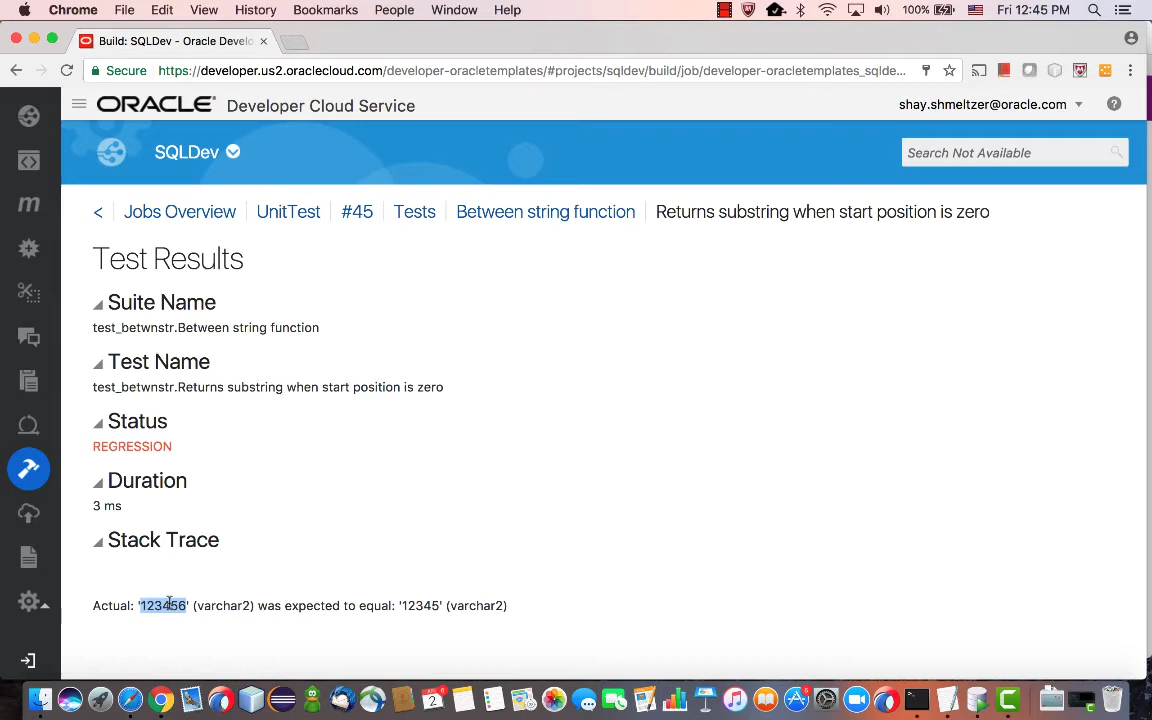 Chrome File Edit View History Bookmarks People Window Help 100% Fri 12:45 PM
Build: SQLDev - Oracle Develo
Secure https://developer.us2.oraclecloud.com/developer-oracletemplates/#projects/sqldev/build/job/developer-oracletemplates_sqlde...
ORACLE Developer Cloud Service shay.shmeltzer@oracle.com
SQLDev Search Not Available
< Jobs Overview UnitTest #45 Tests Between string function Returns substring when start position is zero
Test Results
Suite Name
test_betwnstr.Between string function
Test Name
test_betwnstr.Returns substring when start position is zero
Status
REGRESSION
Duration
3 ms
Stack Trace
Actual: '123456' (varchar2) was expected to equal: '12345' (varchar2)